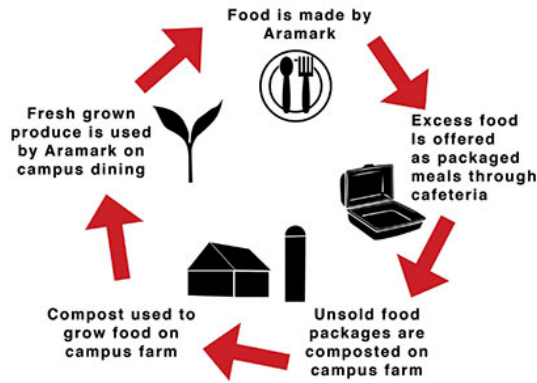 Food is made by
Aramark
Excess food
Is offered
as packaged
meals through
cafeteria
Unsold food
packages are
composted on
campus farm
Compost used to
grow food on
campus farm
Fresh grown
produce is used
by Aramark on
campus dining